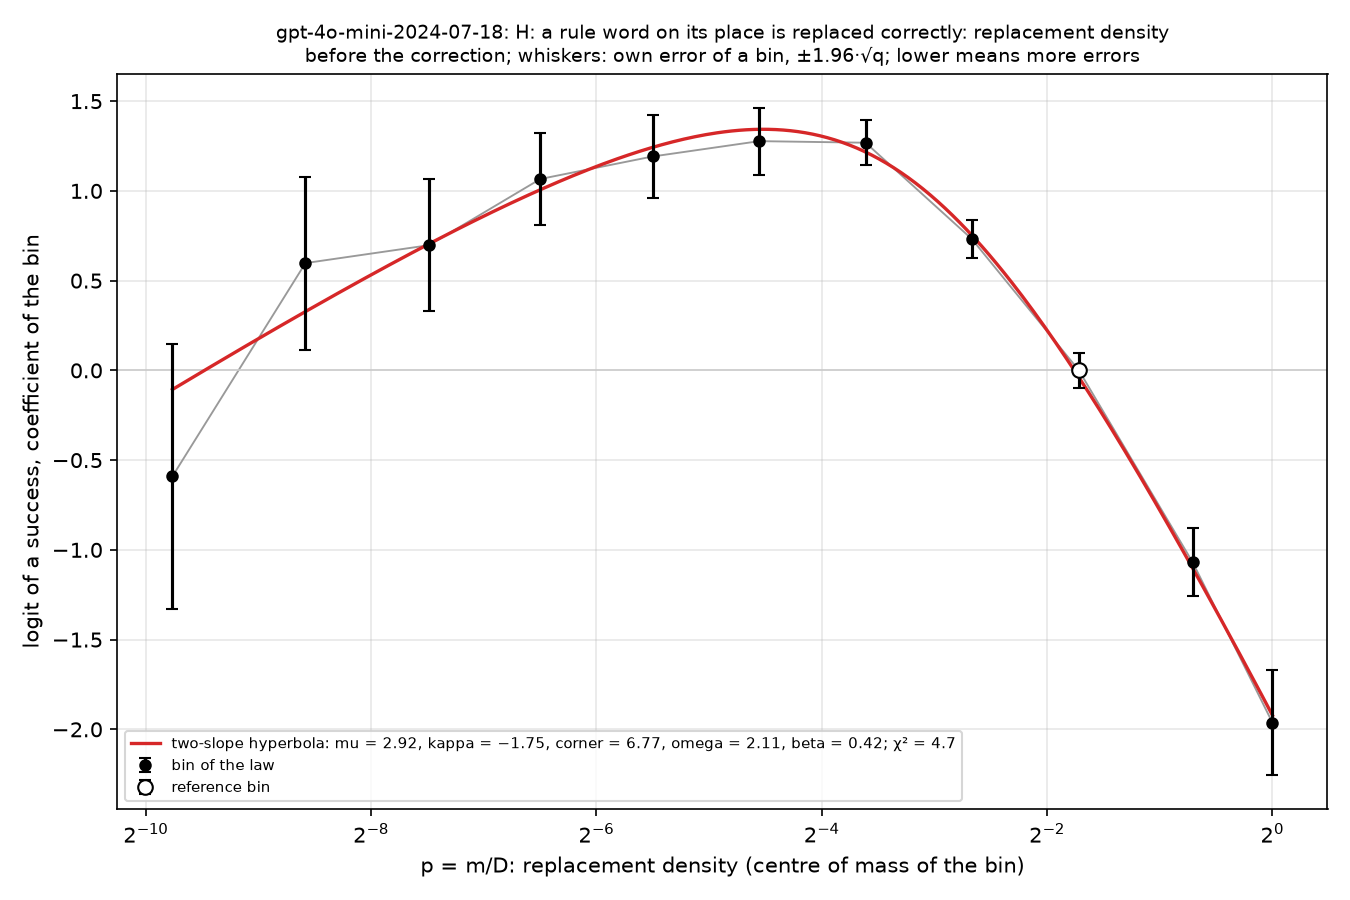 gpt-4o-mini-2024-07-18: H: a rule word on its place is replaced correctly: replacement density
before the correction; whiskers: own error of a bin, ±1.96·√q; lower means more errors
logit of a success, coefficient of the bin
1.5
1.0
0.5
0.0
−0.5
−1.0
−1.5
−2.0
two-slope hyperbola: mu = 2.92, kappa = −1.75, corner = 6.77, omega = 2.11, beta = 0.42; χ² = 4.7
bin of the law
reference bin
2⁻¹⁰ 2⁻⁸ 2⁻⁶ 2⁻⁴ 2⁻² 2⁰
p = m/D: replacement density (centre of mass of the bin)